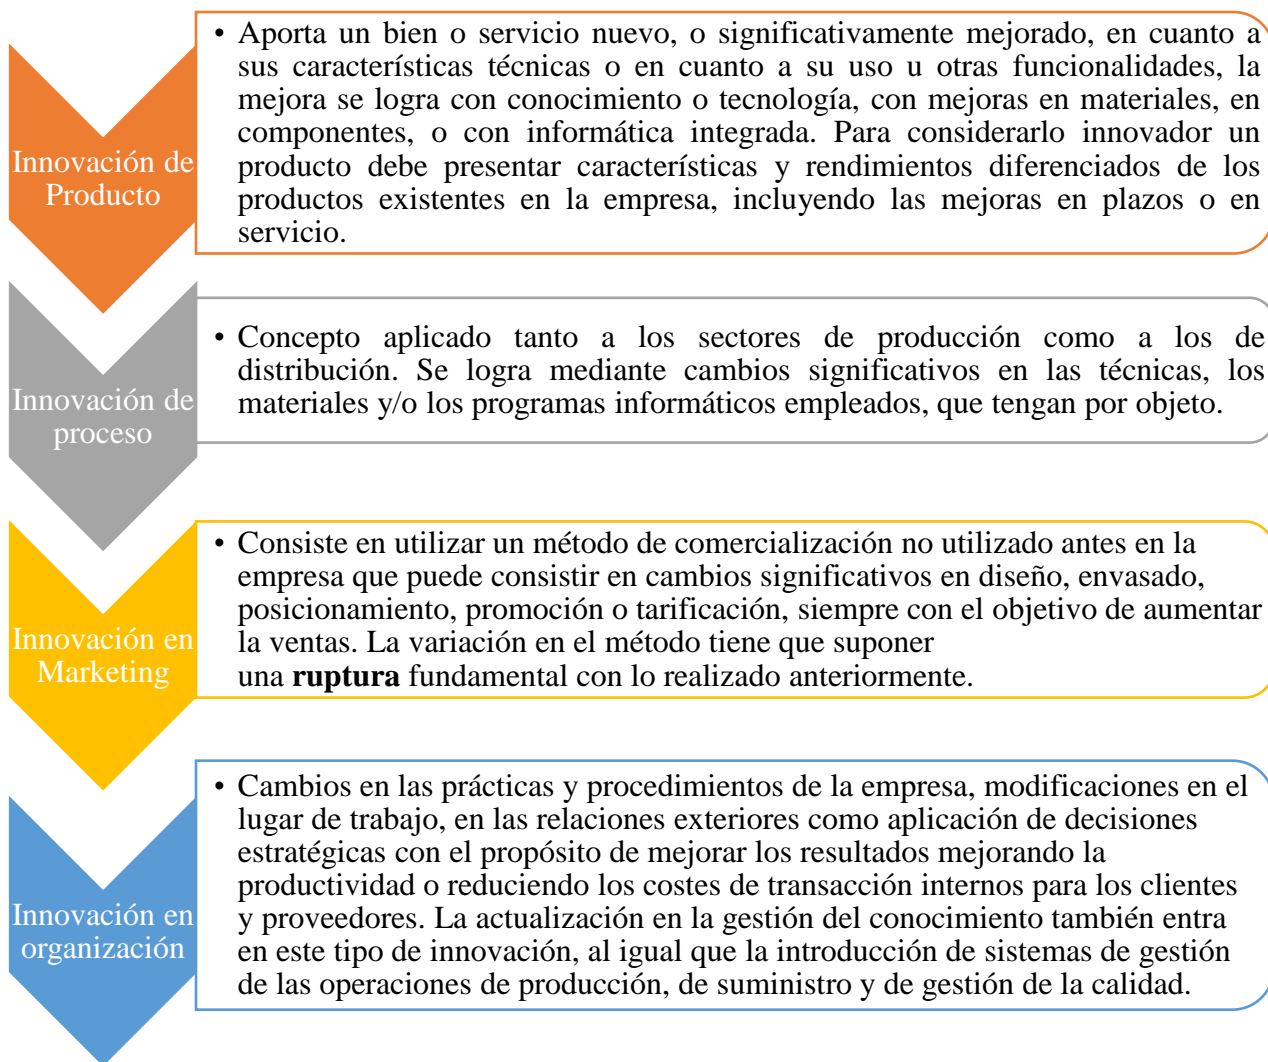 Innovación de
Producto
• Aporta un bien o servicio nuevo, o significativamente mejorado, en cuanto a
sus características técnicas o en cuanto a su uso u otras funcionalidades, la
mejora se logra con conocimiento o tecnología, con mejoras en materiales, en
componentes, o con informática integrada. Para considerarlo innovador un
producto debe presentar características y rendimientos diferenciados de los
productos existentes en la empresa, incluyendo las mejoras en plazos o en
servicio.
Innovación de
proceso
• Concepto aplicado tanto a los sectores de producción como a los de
distribución. Se logra mediante cambios significativos en las técnicas, los
materiales y/o los programas informáticos empleados, que tengan por objeto.
Innovación en
Marketing
• Consiste en utilizar un método de comercialización no utilizado antes en la
empresa que puede consistir en cambios significativos en diseño, envasado,
posicionamiento, promoción o tarificación, siempre con el objetivo de aumentar
la ventas. La variación en el método tiene que suponer
una ruptura fundamental con lo realizado anteriormente.
Innovación en
organización
• Cambios en las prácticas y procedimientos de la empresa, modificaciones en el
lugar de trabajo, en las relaciones exteriores como aplicación de decisiones
estratégicas con el propósito de mejorar los resultados mejorando la
productividad o reduciendo los costes de transacción internos para los clientes
y proveedores. La actualización en la gestión del conocimiento también entra
en este tipo de innovación, al igual que la introducción de sistemas de gestión
de las operaciones de producción, de suministro y de gestión de la calidad.